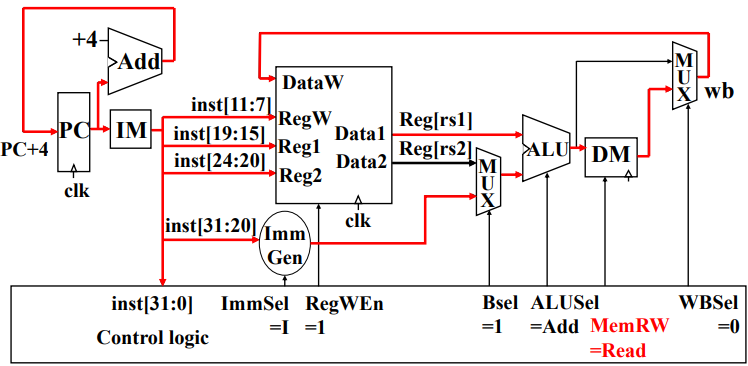 +4
Add
DataW
MUX
wb
inst[11:7]
RegW
PC
IM
Reg[rs1]
inst[19:15]
Reg1
Data1
ALU
DM
PC+4
inst[24:20]
Reg2
Data2
Reg[rs2]
MUX
clk
clk
inst[31:20]
Imm
Gen
inst[31:0]
ImmSel
=I
RegWEn
=1
Bsel
=1
ALUSel
=Add
MemRW
=Read
WBSel
=0
Control logic